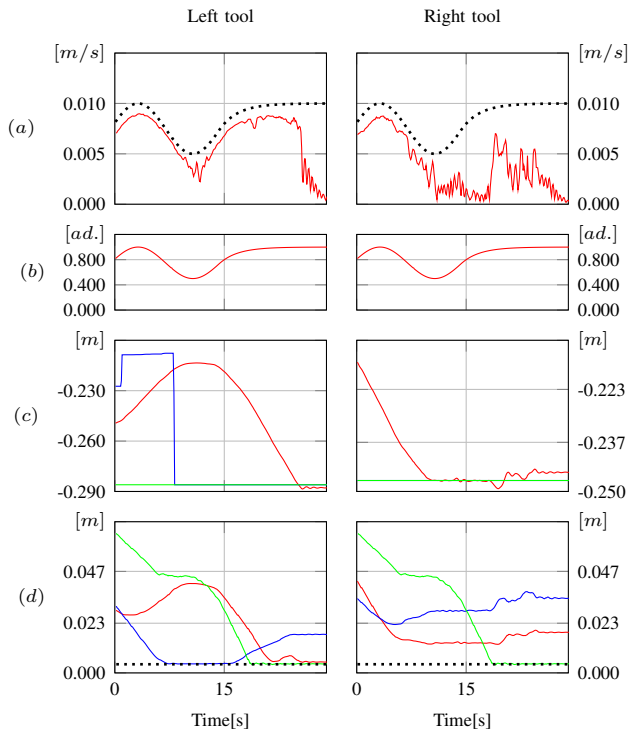 Left tool Right tool
[m/s] [m/s]
0.010 0.010
(a)
0.005 0.005
0.000 0.000
[ad.] [ad.]
0.800 0.800
(b)
0.400 0.400
0.000 0.000
[m] [m]
-0.230 -0.223
(c)
-0.260 -0.237
-0.290 -0.250
[m] [m]
0.047 0.047
(d)
0.023 0.023
0.000 0.000
0 15 0 15
Time[s] Time[s]